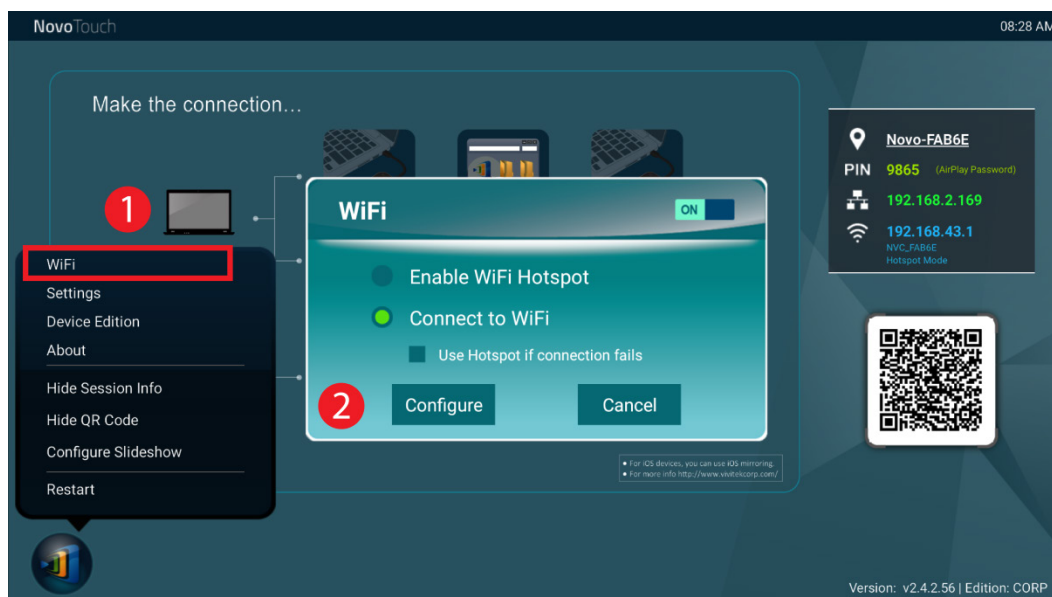 NovoTouch
08:28 AM
Make the connection...
1
WiFi
Settings
Device Edition
About
Hide Session Info
Hide QR Code
Configure Slideshow
Restart
WiFi
ON
Enable WiFi Hotspot
Connect to WiFi
Use Hotspot if connection fails
2
Configure
Cancel
• For iOS devices, you can use iOS mirroring.
• For more info http://www.vivitekcorp.com/
Novo-FAB6E
PIN 9865 (AirPlay Password)
192.168.2.169
192.168.43.1
NVC_FAB6E
Hotspot Mode
Version: v2.4.2.56 | Edition: CORP